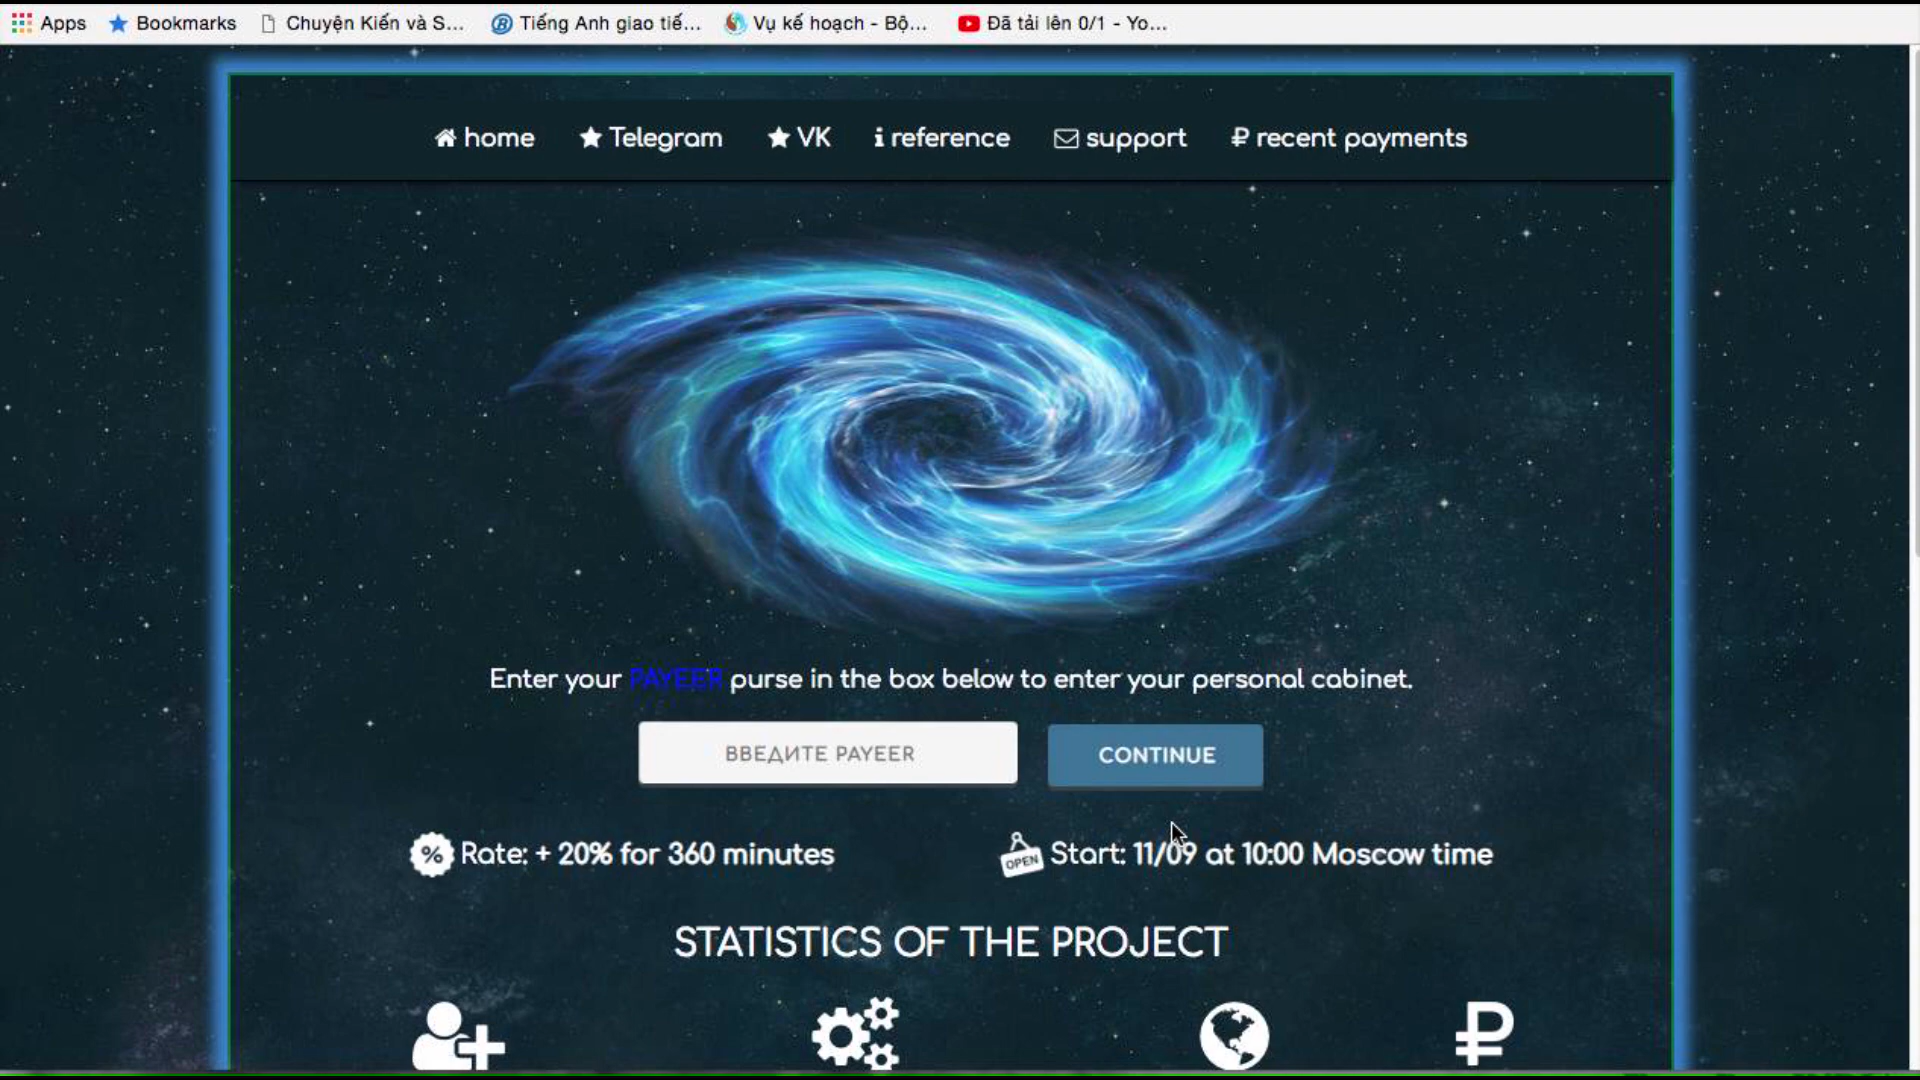 Apps Bookmarks Chuyện Kiến và S... Tiếng Anh giao tiế... Vụ kế hoạch - Bộ... Đã tải lên 0/1 - Yo...
home Telegram VK reference support recent payments
Enter your PAYEER purse in the box below to enter your personal cabinet.
ВВЕДИТЕ PAYEER CONTINUE
% Rate: + 20% for 360 minutes OPEN Start: 11/09 at 10:00 Moscow time
STATISTICS OF THE PROJECT